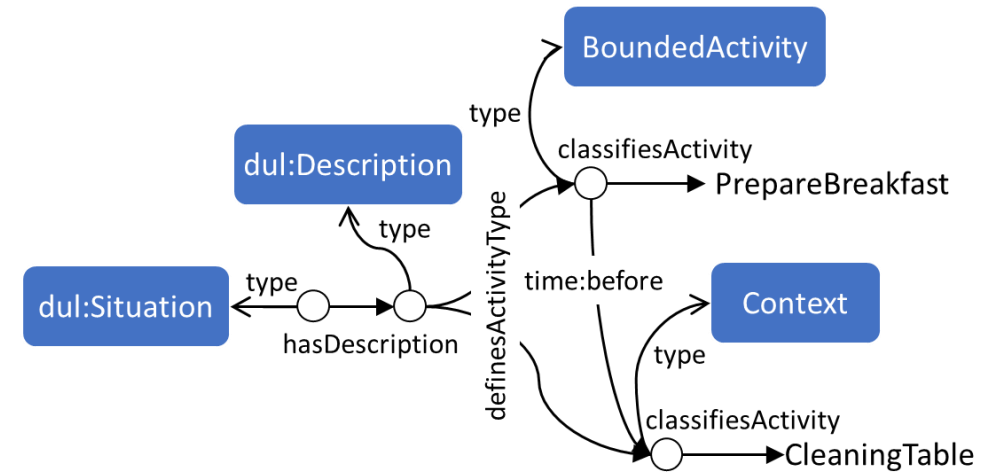 BoundedActivity
type
classifiesActivity
dul:Description
PrepareBreakfast
type
definesActivityType
type
time:before
dul:Situation
Context
hasDescription
type
classifiesActivity
CleaningTable